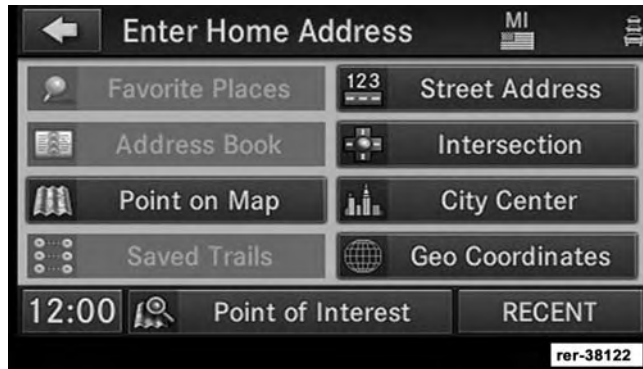 Enter Home Address MI
Favorite Places 123 Street Address
Address Book Intersection
Point on Map City Center
Saved Trails Geo Coordinates
12:00 Point of Interest RECENT
rer-38122